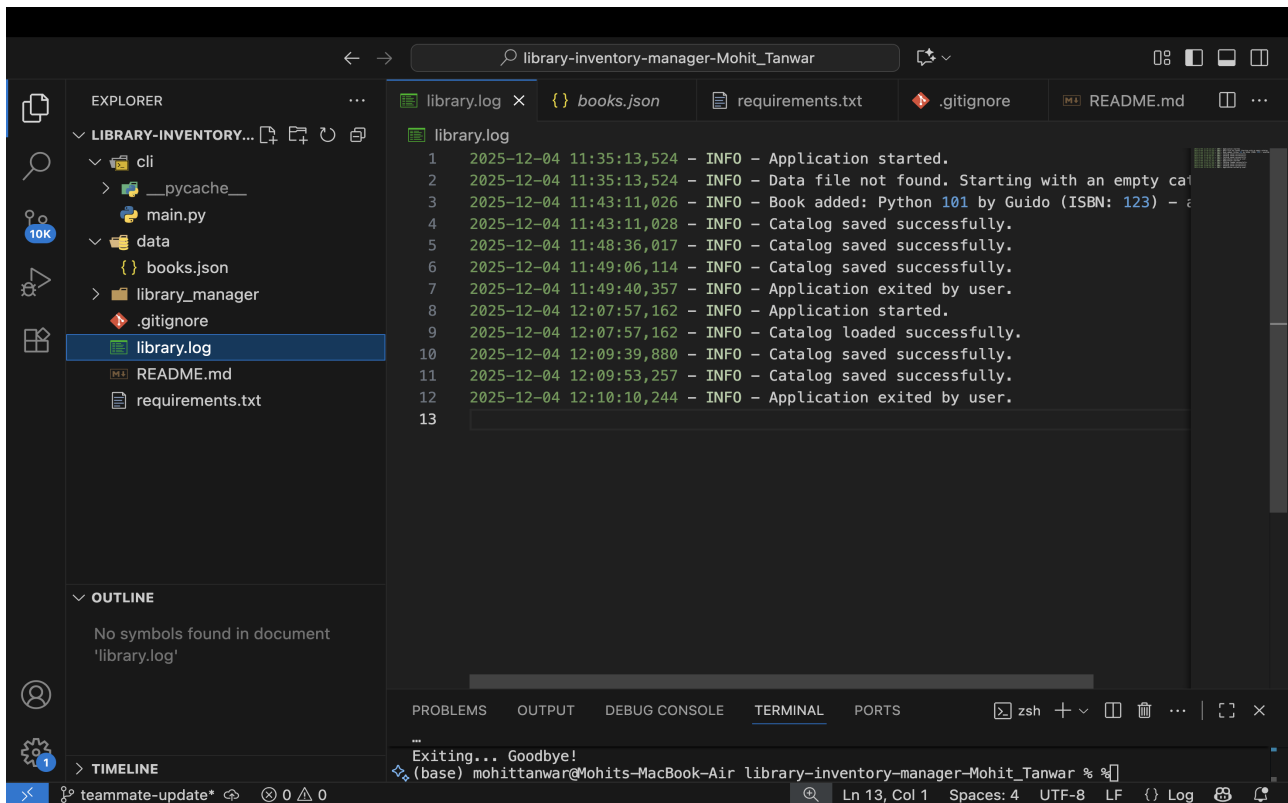 library-inventory-manager-Mohit_Tanwar
EXPLORER
LIBRARY-INVENTORY...
cli
__pycache__
main.py
data
books.json
library_manager
.gitignore
library.log
README.md
requirements.txt
10K
OUTLINE
No symbols found in document
'library.log'
TIMELINE
1
library.log
{ } books.json
requirements.txt
.gitignore
README.md
library.log
1 2025-12-04 11:35:13,524 - INFO - Application started.
2 2025-12-04 11:35:13,524 - INFO - Data file not found. Starting with an empty cat
3 2025-12-04 11:43:11,026 - INFO - Book added: Python 101 by Guido (ISBN: 123) - a
4 2025-12-04 11:43:11,028 - INFO - Catalog saved successfully.
5 2025-12-04 11:48:36,017 - INFO - Catalog saved successfully.
6 2025-12-04 11:49:06,114 - INFO - Catalog saved successfully.
7 2025-12-04 11:49:40,357 - INFO - Application exited by user.
8 2025-12-04 12:07:57,162 - INFO - Application started.
9 2025-12-04 12:07:57,162 - INFO - Catalog loaded successfully.
10 2025-12-04 12:09:39,880 - INFO - Catalog saved successfully.
11 2025-12-04 12:09:53,257 - INFO - Catalog saved successfully.
12 2025-12-04 12:10:10,244 - INFO - Application exited by user.
13
PROBLEMS OUTPUT DEBUG CONSOLE TERMINAL PORTS zsh
…
Exiting... Goodbye!
(base) mohittanwar@Mohits-MacBook-Air library-inventory-manager-Mohit_Tanwar % %
teammate-update* 0 0 Ln 13, Col 1 Spaces: 4 UTF-8 LF { } Log